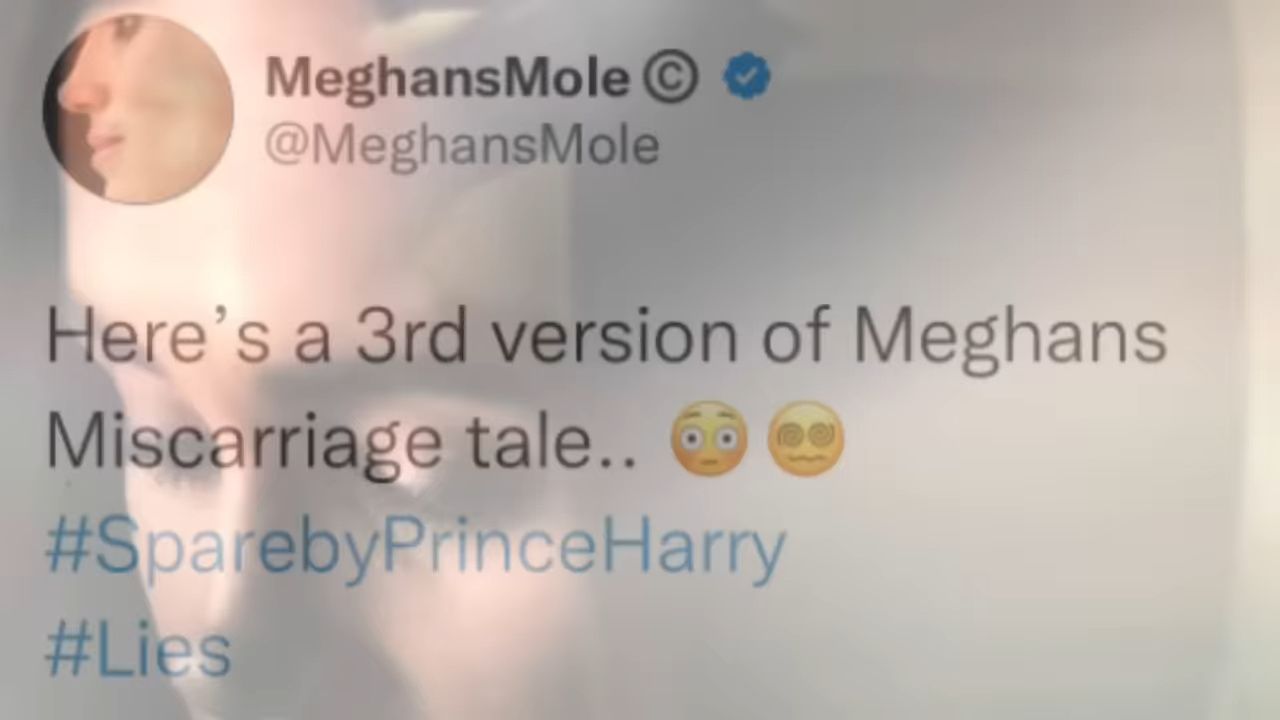 MeghansMole ©
@MeghansMole
Here's a 3rd version of Meghans
Miscarriage tale.. 😳 😵‍💫
#SparebyPrinceHarry
#Lies